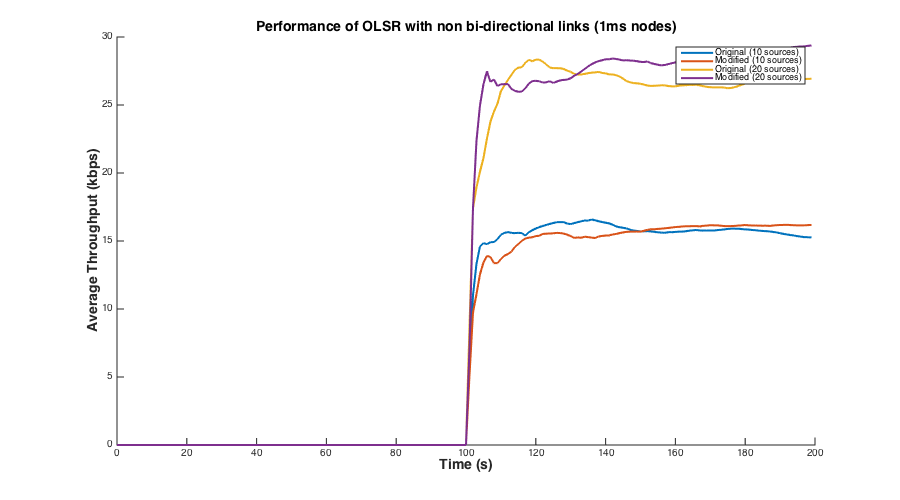 Performance of OLSR with non bi-directional links (1ms nodes)
30
25
20
15
10
5
0
Average Throughput (kbps)
Original (10 sources)
Modified (10 sources)
Original (20 sources)
Modified (20 sources)
0 20 40 60 80 100 120 140 160 180 200
Time (s)